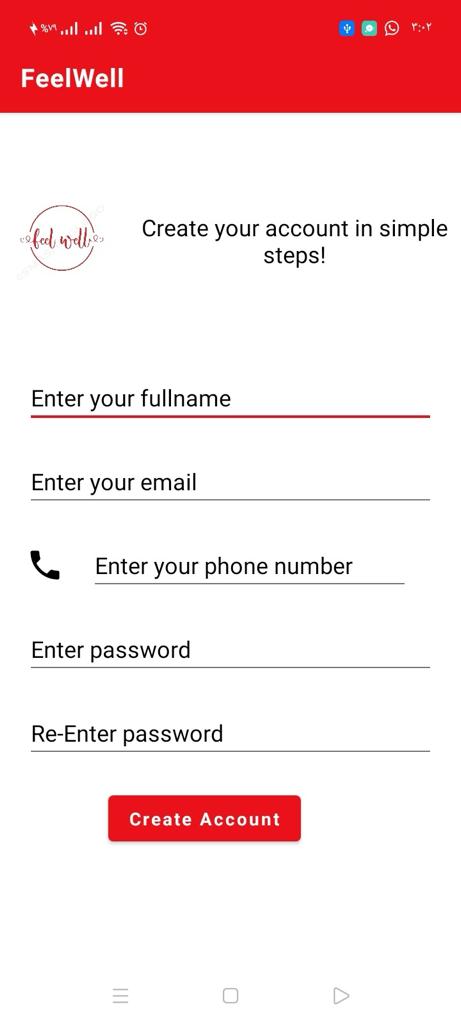 %٧٩
٣:٠٢
FeelWell
feel well
Create your account in simple
steps!
Enter your fullname
Enter your email
Enter your phone number
Enter password
Re-Enter password
Create Account